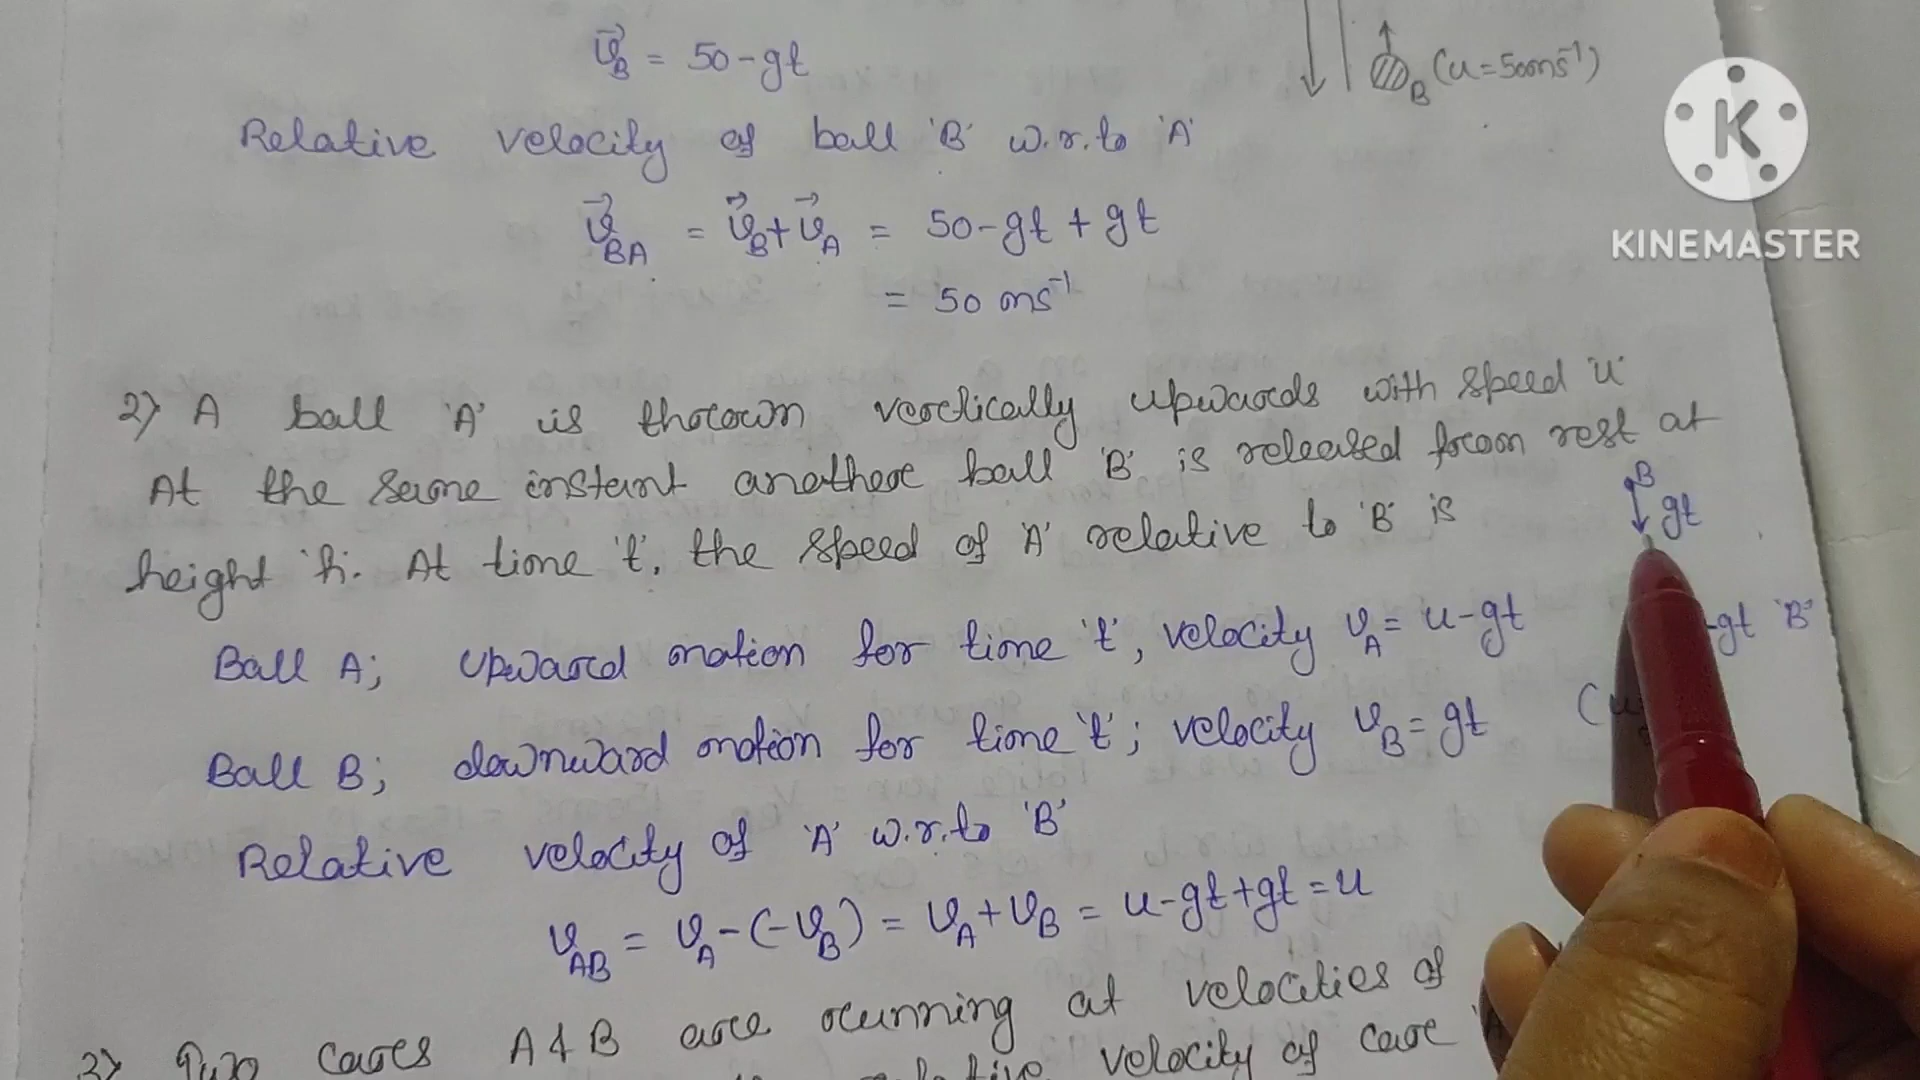 v⃗B = 50-gt
B (u=50ms⁻¹)
K
KINEMASTER
Relative velocity of ball 'B' w.r.to 'A'
v⃗BA = v⃗B+v⃗A = 50-gt + gt
= 50 ms⁻¹
2) A ball 'A' is thrown vertically upwards with speed 'u'
At the same instant another ball 'B' is released from rest at
height 'h. At time 't', the speed of 'A' relative to 'B' is
B
gt
Ball A; upward motion for time 't', velocity vA = u-gt
-gt 'B'
Ball B; downward motion for time 't'; velocity vB = gt
(u
Relative velocity of 'A' w.r.to 'B'
vAB = vA-(-vB) = vA+vB = u-gt+gt = u
3) Two cars A & B are running at velocities of
velocity of car